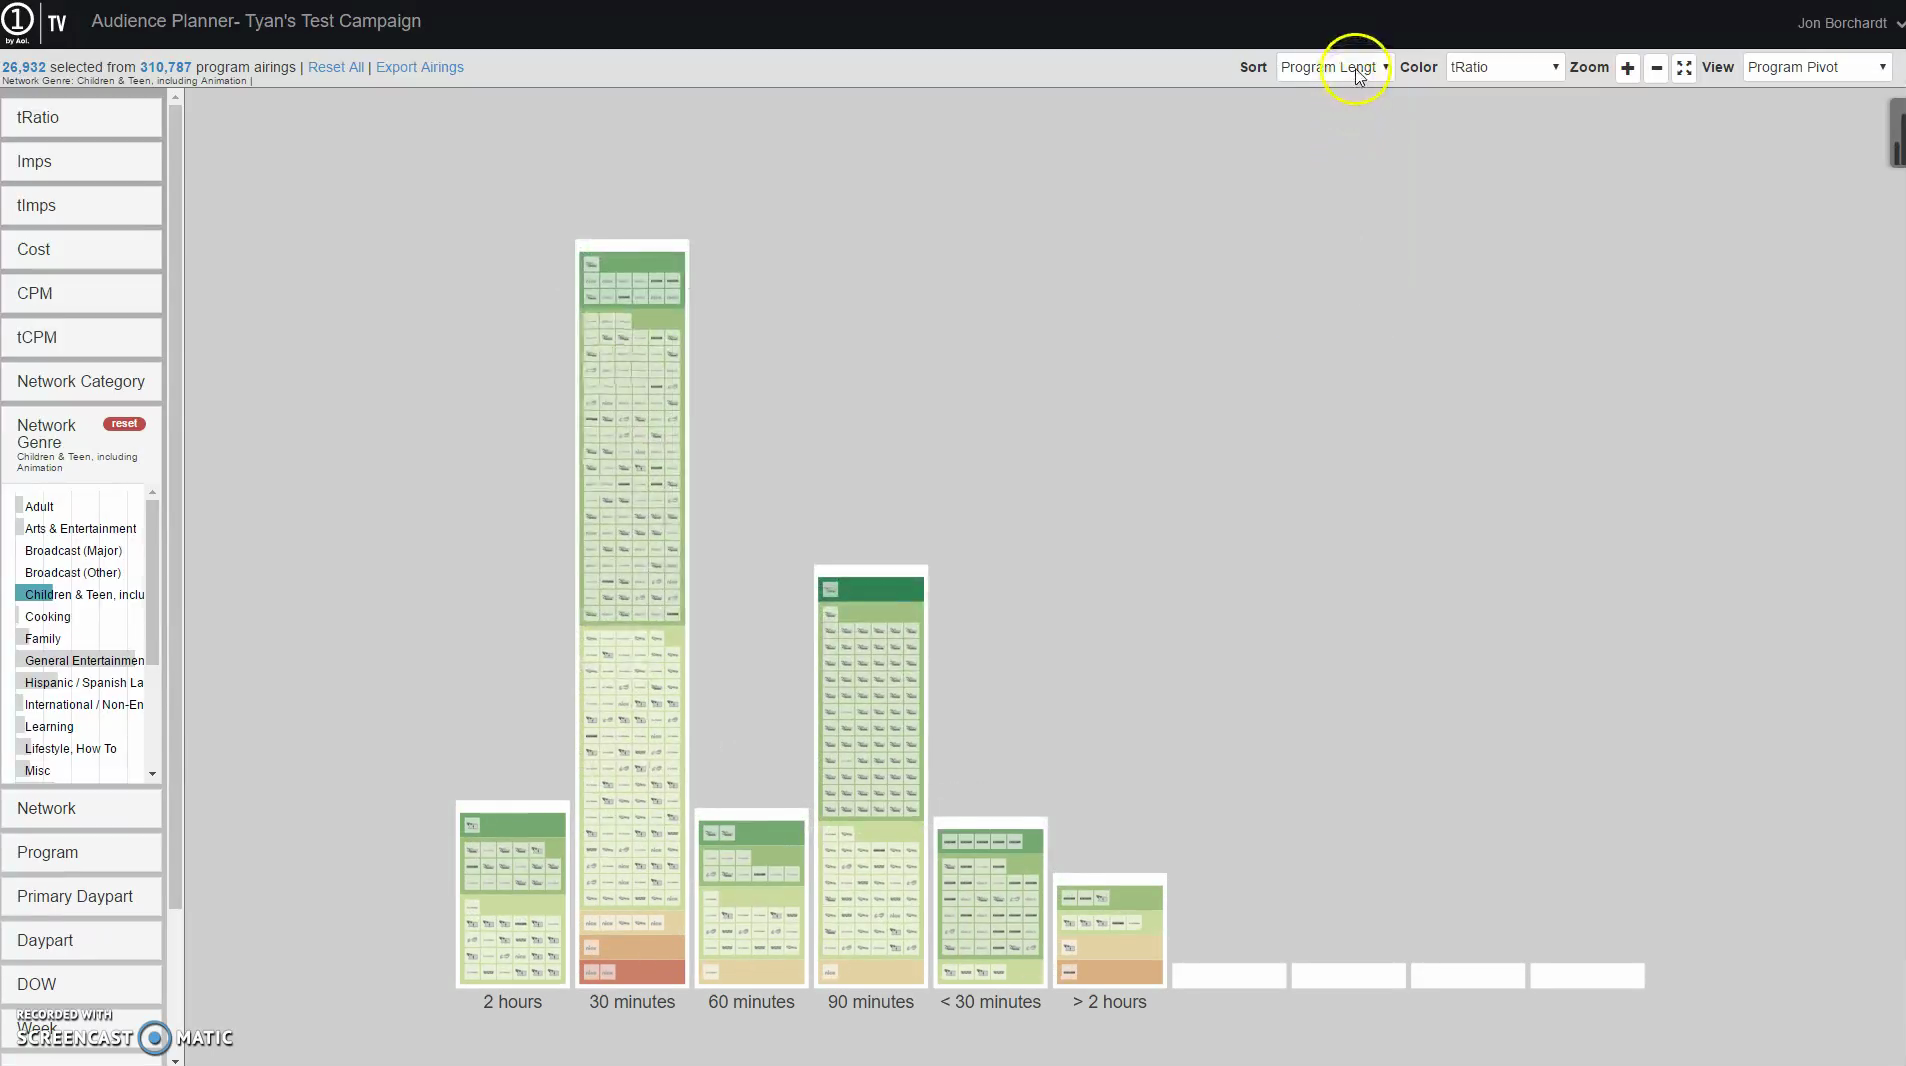 1 TV
by Aol.
Audience Planner- Tyan's Test Campaign
Jon Borchardt
26,932 selected from 310,787 program airings | Reset All | Export Airings
Network Genre: Children & Teen, including Animation |
Sort Program Lengt Color tRatio Zoom + - View Program Pivot
tRatio
Imps
tImps
Cost
CPM
tCPM
Network Category
Network Genre reset
Children & Teen, including
Animation
Adult
Arts & Entertainment
Broadcast (Major)
Broadcast (Other)
Children & Teen, inclu
Cooking
Family
General Entertainmen
Hispanic / Spanish La
International / Non-En
Learning
Lifestyle, How To
Misc
Network
Program
Primary Daypart
Daypart
DOW
Week
2 hours 30 minutes 60 minutes 90 minutes < 30 minutes > 2 hours
RECORDED WITH
SCREENCAST MATIC